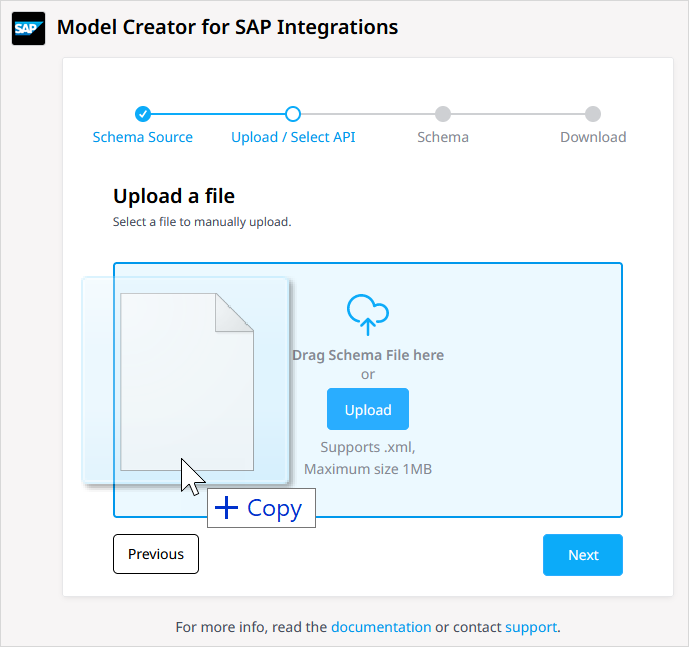 SAP
Model Creator for SAP Integrations
Schema Source
Upload / Select API
Schema
Download
Upload a file
Select a file to manually upload.
Drag Schema File here
or
Upload
Supports .xml,
Maximum size 1MB
Copy
Previous
Next
For more info, read the documentation or contact support.